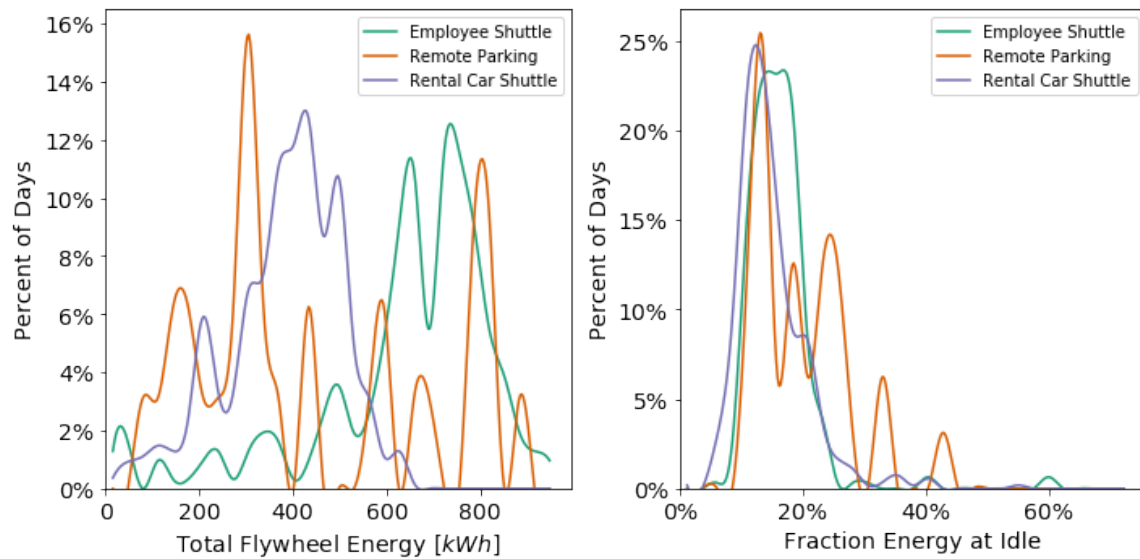 16%
14%
12%
10%
8%
6%
4%
2%
0%
Percent of Days
0 200 400 600 800
Total Flywheel Energy [kWh]
Employee Shuttle
Remote Parking
Rental Car Shuttle
25%
20%
15%
10%
5%
0%
Percent of Days
0% 20% 40% 60%
Fraction Energy at Idle
Employee Shuttle
Remote Parking
Rental Car Shuttle